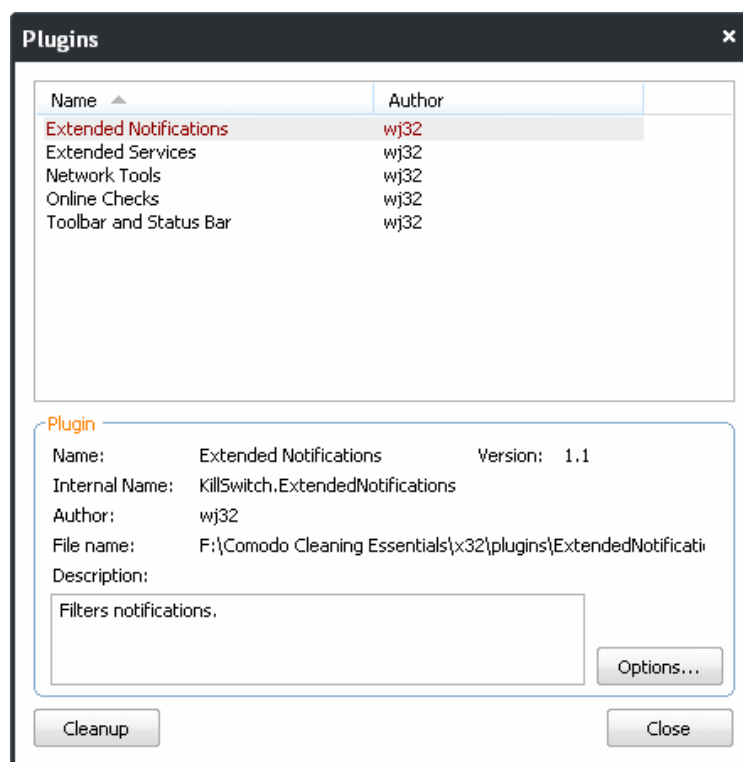 Plugins
Name Author
Extended Notifications wj32
Extended Services wj32
Network Tools wj32
Online Checks wj32
Toolbar and Status Bar wj32
Plugin
Name: Extended Notifications Version: 1.1
Internal Name: KillSwitch.ExtendedNotifications
Author: wj32
File name: F:\Comodo Cleaning Essentials\x32\plugins\ExtendedNotificati
Description:
Filters notifications.
Options...
Cleanup Close